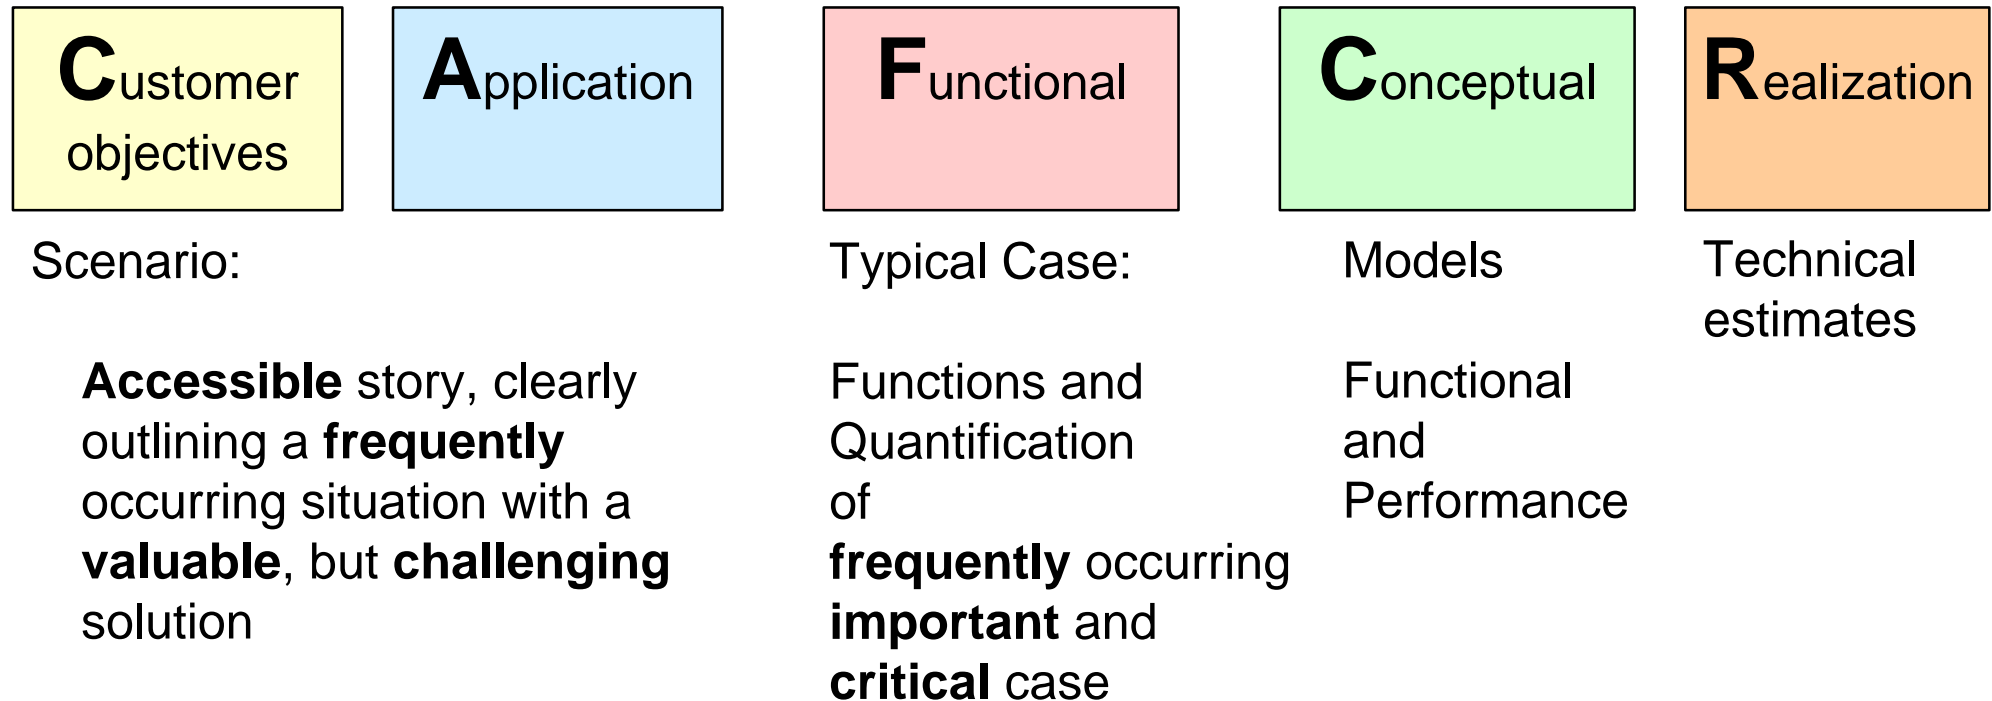 Customer
objectives
Application
Functional
Conceptual
Realization
Scenario:
Accessible story, clearly
outlining a frequently
occurring situation with a
valuable, but challenging
solution
Typical Case:
Functions and
Quantification
of
frequently occurring
important and
critical case
Models
Functional
and
Performance
Technical
estimates